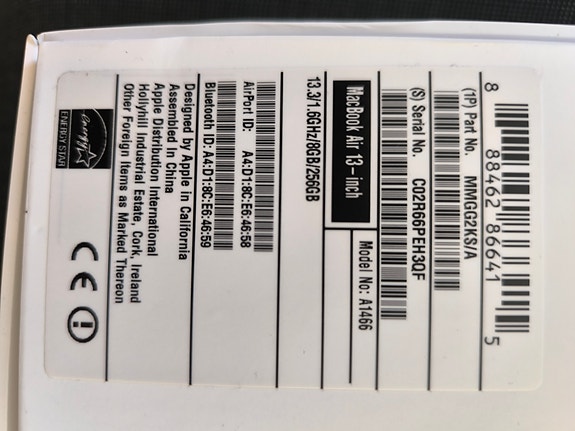 8 88462 86641 5
(1P) Part No. MMGG2KS/A
(S) Serial No. C02R66PEH3QF
MacBook Air 13-inch
Model No: A1466
13.3/1.6GHz/8GB/256GB
AirPort ID: A4:D1:8C:E6:46:58
Bluetooth ID: A4:D1:8C:E6:46:59
Designed by Apple in California
Assembled in China
Apple Distribution International
Hollyhill Industrial Estate, Cork, Ireland
Other Foreign Items as Marked Thereon
energy
ENERGY STAR
CE